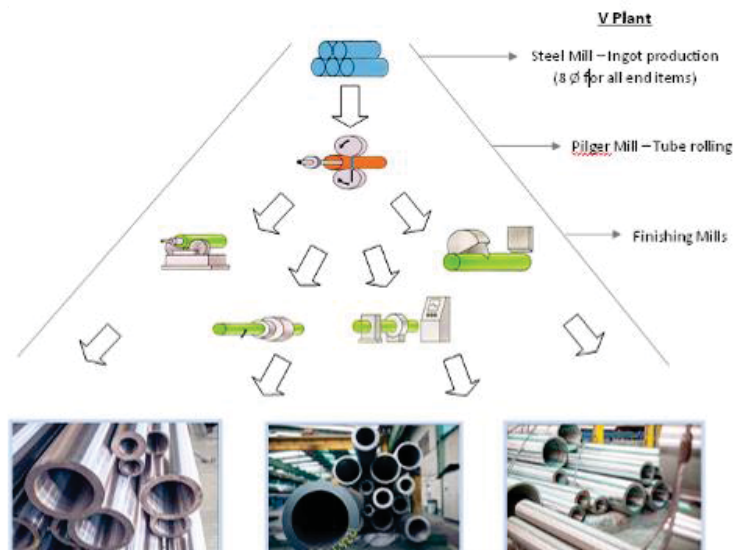 V Plant
Steel Mill – Ingot production
(8 Ø for all end items)
Pilger Mill – Tube rolling
Finishing Mills